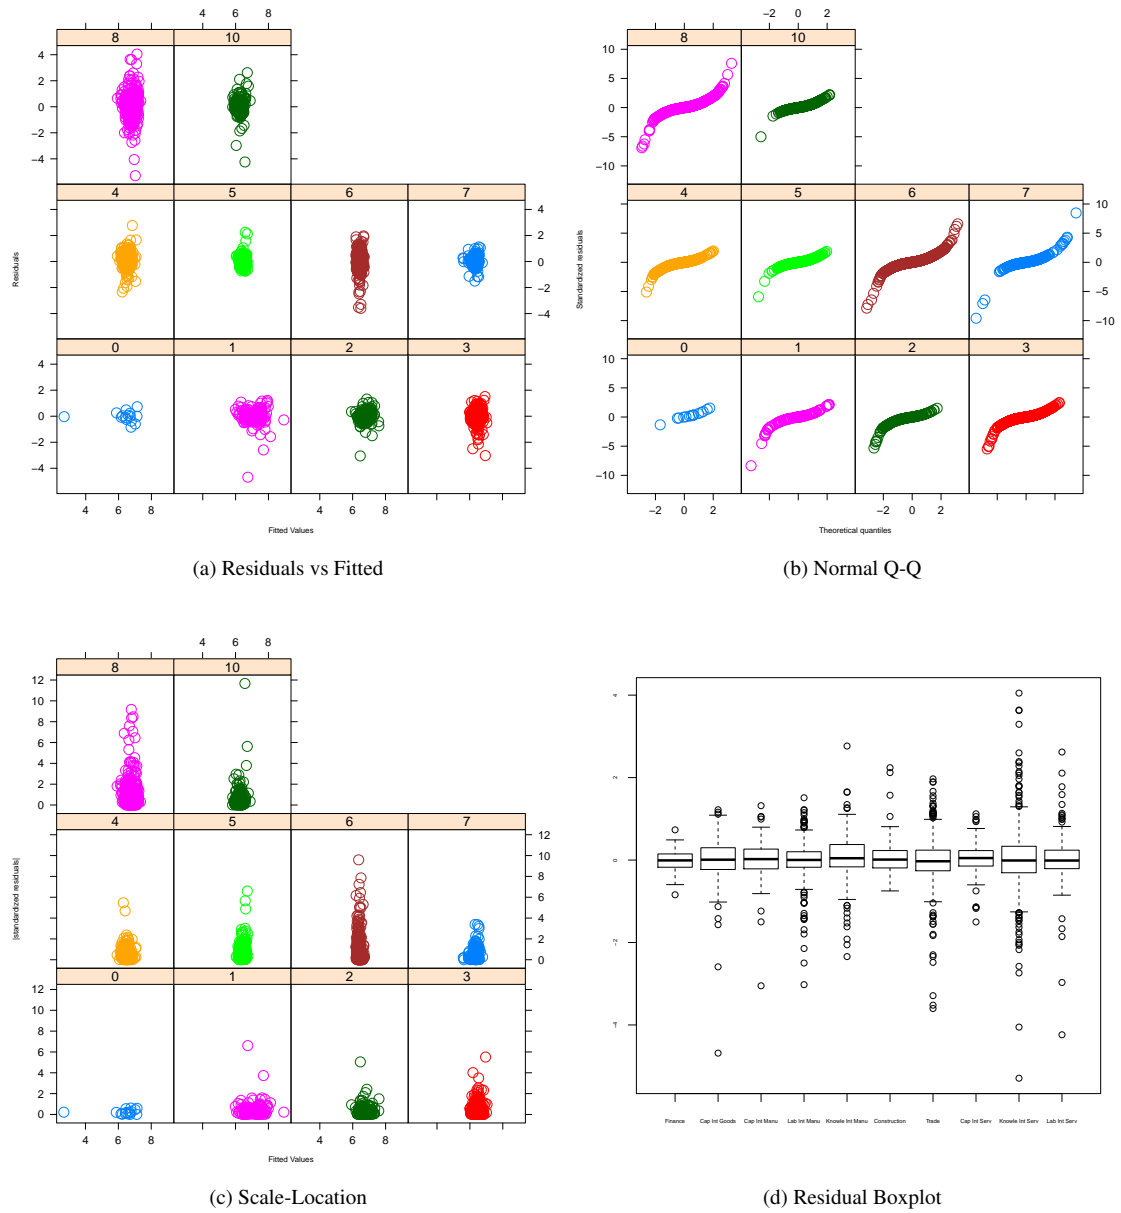 4 6 8
8 10
4
2
0
−2
−4
4 5 6 7
4
2
0
−2
−4
0 1 2 3
4
2
0
−2
−4
4 6 8 4 6 8
Residuals
Fitted Values
(a) Residuals vs Fitted
−2 0 2
8 10
10
5
0
−5
−10
4 5 6 7
10
5
0
−5
−10
0 1 2 3
10
5
0
−5
−10
−2 0 2 −2 0 2
Standardized residuals
Theoretical quantiles
(b) Normal Q-Q
4 6 8
8 10
12
10
8
6
4
2
0
4 5 6 7
12
10
8
6
4
2
0
0 1 2 3
12
10
8
6
4
2
0
4 6 8 4 6 8
|standardized residuals|
Fitted Values
(c) Scale-Location
4
2
0
−2
−4
Finance Cap Int Goods Cap Int Manu Lab Int Manu Knowle Int Manu Construction Trade Cap Int Serv Knowle Int Serv Lab Int Serv
(d) Residual Boxplot